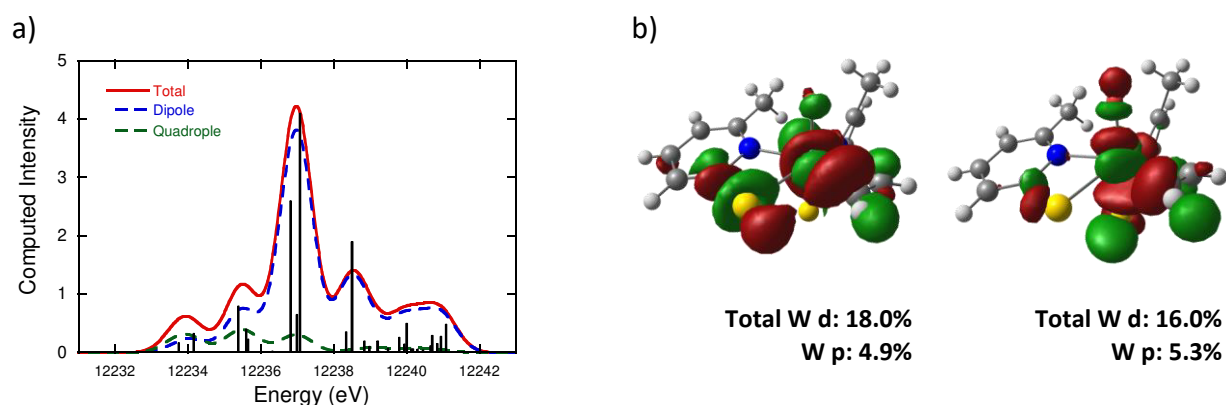 a)
b)
5
4
3
2
1
0
Computed Intensity
Total
Dipole
Quadrople
12232
12234
12236
12238
12240
12242
Energy (eV)
Total W d: 18.0%
W p: 4.9%
Total W d: 16.0%
W p: 5.3%